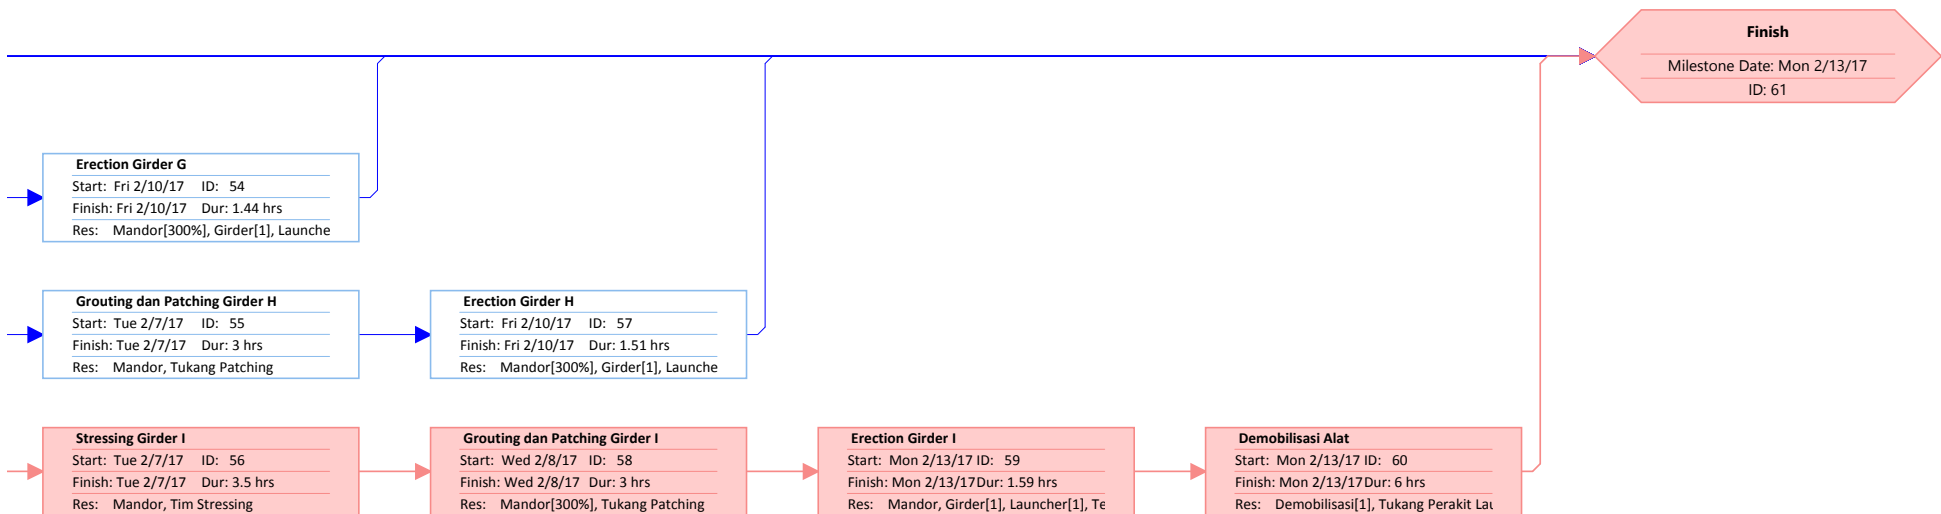 Finish
Milestone Date: Mon 2/13/17
ID: 61
Erection Girder G
Start: Fri 2/10/17 ID: 54
Finish: Fri 2/10/17 Dur: 1.44 hrs
Res: Mandor[300%], Girder[1], Launche
Grouting dan Patching Girder H
Start: Tue 2/7/17 ID: 55
Finish: Tue 2/7/17 Dur: 3 hrs
Res: Mandor, Tukang Patching
Erection Girder H
Start: Fri 2/10/17 ID: 57
Finish: Fri 2/10/17 Dur: 1.51 hrs
Res: Mandor[300%], Girder[1], Launche
Stressing Girder I
Start: Tue 2/7/17 ID: 56
Finish: Tue 2/7/17 Dur: 3.5 hrs
Res: Mandor, Tim Stressing
Grouting dan Patching Girder I
Start: Wed 2/8/17 ID: 58
Finish: Wed 2/8/17 Dur: 3 hrs
Res: Mandor[300%], Tukang Patching
Erection Girder I
Start: Mon 2/13/17 ID: 59
Finish: Mon 2/13/17 Dur: 1.59 hrs
Res: Mandor, Girder[1], Launcher[1], Te
Demobilisasi Alat
Start: Mon 2/13/17 ID: 60
Finish: Mon 2/13/17 Dur: 6 hrs
Res: Demobilisasi[1], Tukang Perakit Lau